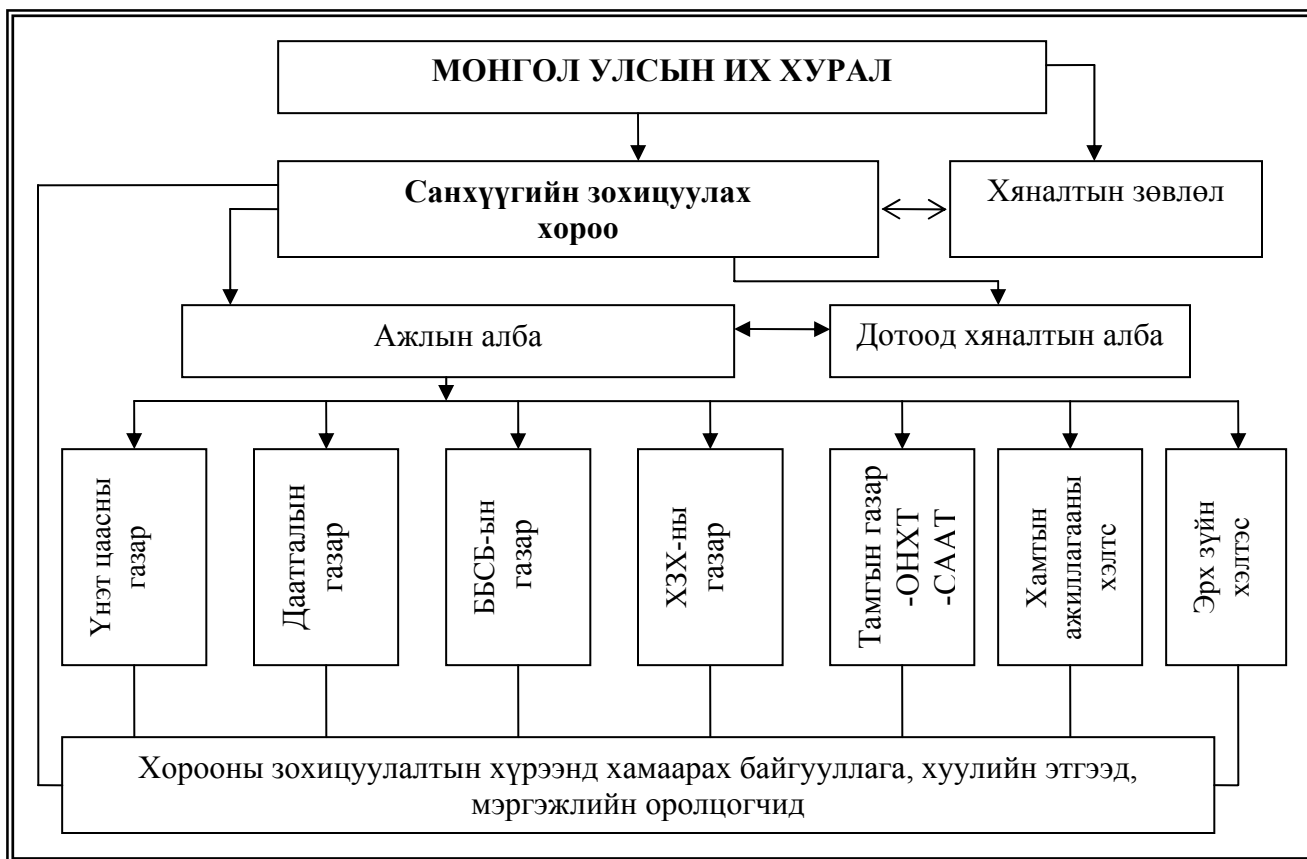 МОНГОЛ УЛСЫН ИХ ХУРАЛ
Санхүүгийн зохицуулах
хороо
Хяналтын зөвлөл
Ажлын алба
Дотоод хяналтын алба
Үнэт цаасны
газар
Даатгалын
газар
ББСБ-ын
газар
ХЗХ-ны
газар
Тамгын газар
-ОНХТ
-СААТ
Хамтын
ажиллагааны
хэлтс
Эрх зүйн
хэлтэс
Хорооны зохицуулалтын хүрээнд хамаарах байгууллага, хуулийн этгээд,
мэргэжлийн оролцогчид